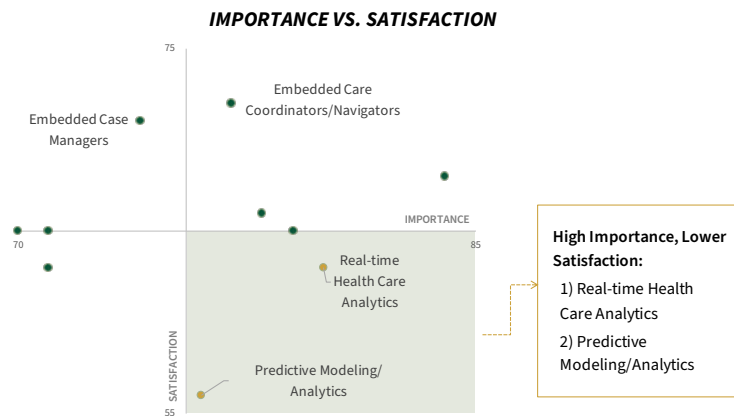 IMPORTANCE VS. SATISFACTION
75
Embedded Care
Coordinators/Navigators
Embedded Case
Managers
IMPORTANCE
70
85
Real-time
Health Care
Analytics
Predictive Modeling/
Analytics
SATISFACTION
55
High Importance, Lower
Satisfaction:
1) Real-time Health
Care Analytics
2) Predictive
Modeling/Analytics